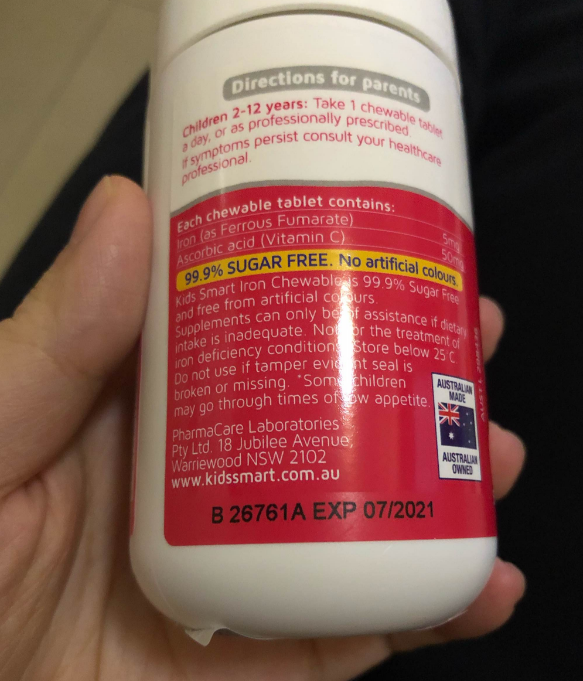 Directions for parents
Children 2-12 years: Take 1 chewable tablet
a day, or as professionally prescribed
If symptoms persist consult your healthcare
professional.
Each chewable tablet contains:
Iron (as Ferrous Fumarate) 5mg
Ascorbic acid (Vitamin C) 50mg
99.9% SUGAR FREE. No artificial colours.
Kids Smart Iron Chewable is 99.9% Sugar Free
and free from artificial colours.
Supplements can only be of assistance if dietary
intake is inadequate. Not for the treatment of
iron deficiency conditions. Store below 25°C
Do not use if tamper evident seal is
broken or missing. *Some children
may go through times of low appetite.
PharmaCare Laboratories
Pty Ltd. 18 Jubilee Avenue,
Warriewood NSW 2102
www.kidssmart.com.au
AUSTRALIAN
MADE
AUSTRALIAN
OWNED
AUST L
B 26761A EXP 07/2021